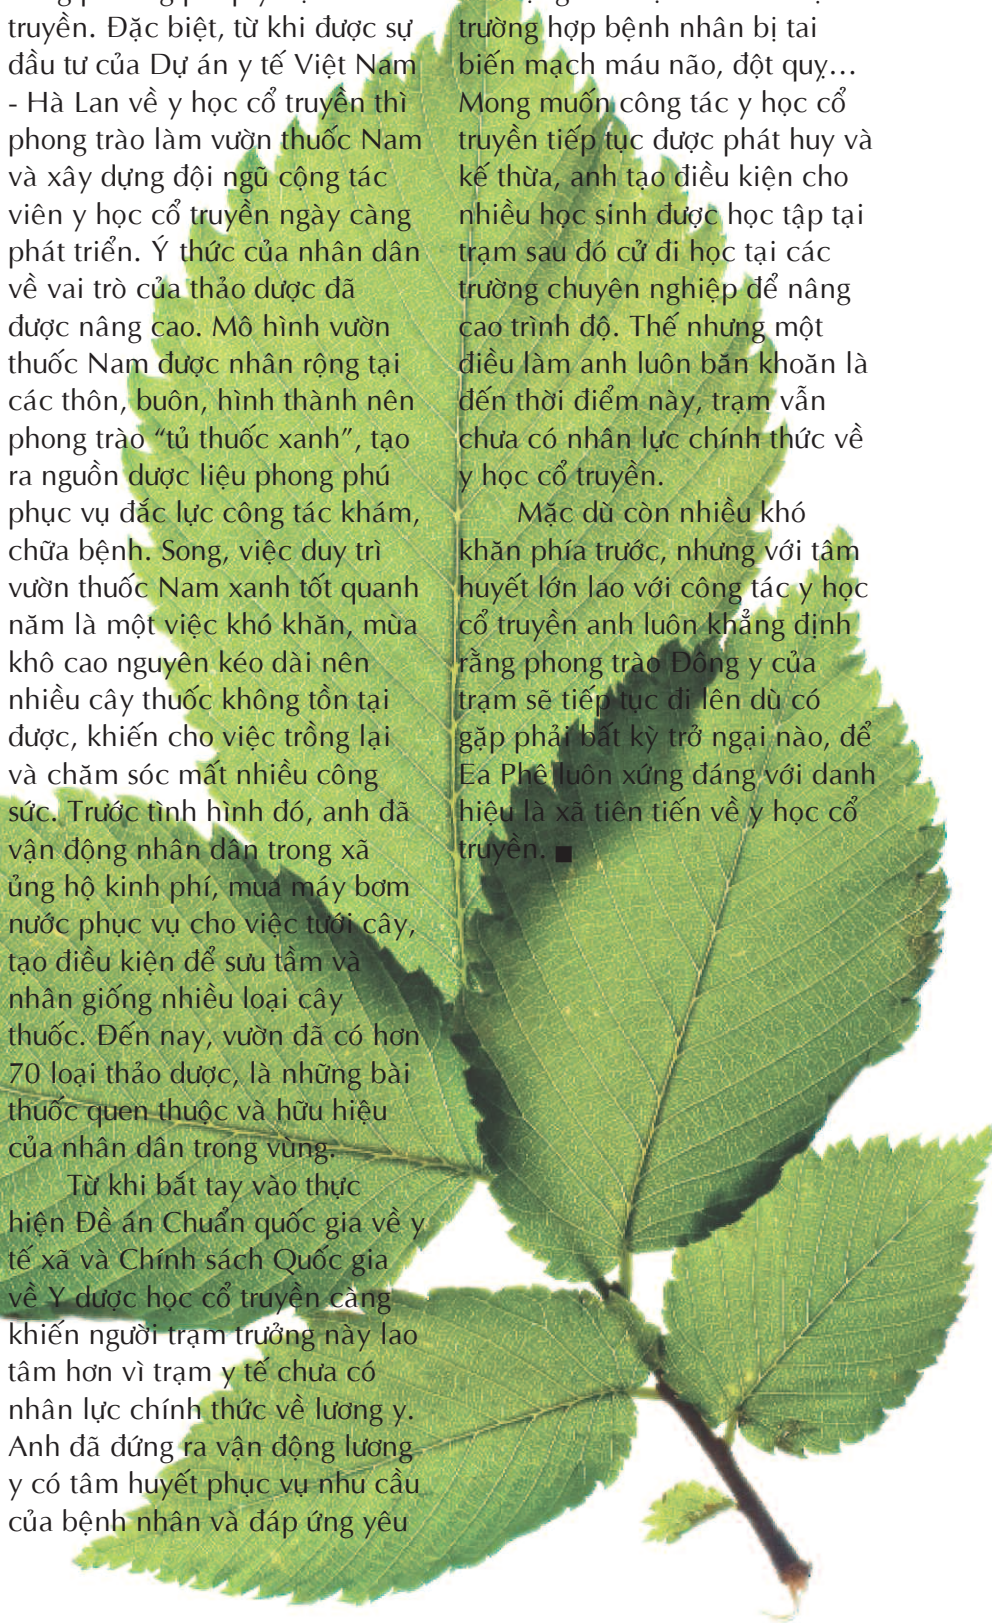 truyền. Đặc biệt, từ khi được sự
đầu tư của Dự án y tế Việt Nam
- Hà Lan về y học cổ truyền thì
phong trào làm vườn thuốc Nam
và xây dựng đội ngũ cộng tác
viên y học cổ truyền ngày càng
phát triển. Ý thức của nhân dân
về vai trò của thảo dược đã
được nâng cao. Mô hình vườn
thuốc Nam được nhân rộng tại
các thôn, buôn, hình thành nên
phong trào “tủ thuốc xanh”, tạo
ra nguồn dược liệu phong phú
phục vụ đắc lực công tác khám,
chữa bệnh. Song, việc duy trì
vườn thuốc Nam xanh tốt quanh
năm là một việc khó khăn, mùa
khô cao nguyên kéo dài nên
nhiều cây thuốc không tồn tại
được, khiến cho việc trồng lại
và chăm sóc mất nhiều công
sức. Trước tình hình đó, anh đã
vận động nhân dân trong xã
ủng hộ kinh phí, mua máy bơm
nước phục vụ cho việc tưới cây,
tạo điều kiện để sưu tầm và
nhân giống nhiều loại cây
thuốc. Đến nay, vườn đã có hơn
70 loại thảo dược, là những bài
thuốc quen thuộc và hữu hiệu
của nhân dân trong vùng.
Từ khi bắt tay vào thực
hiện Đề án Chuẩn quốc gia về y
tế xã và Chính sách Quốc gia
về Y dược học cổ truyền càng
khiến người trạm trưởng này lao
tâm hơn vì trạm y tế chưa có
nhân lực chính thức về lương y.
Anh đã đứng ra vận động lương
y có tâm huyết phục vụ nhu cầu
của bệnh nhân và đáp ứng yêu
trường hợp bệnh nhân bị tai
biến mạch máu não, đột quỵ...
Mong muốn công tác y học cổ
truyền tiếp tục được phát huy và
kế thừa, anh tạo điều kiện cho
nhiều học sinh được học tập tại
trạm sau đó cử đi học tại các
trường chuyên nghiệp để nâng
cao trình độ. Thế nhưng một
điều làm anh luôn băn khoăn là
đến thời điểm này, trạm vẫn
chưa có nhân lực chính thức về
y học cổ truyền.
Mặc dù còn nhiều khó
khăn phía trước, nhưng với tâm
huyết lớn lao với công tác y học
cổ truyền anh luôn khẳng định
rằng phong trào Đông y của
trạm sẽ tiếp tục đi lên dù có
gặp phải bất kỳ trở ngại nào, để
Ea Phê luôn xứng đáng với danh
hiệu là xã tiên tiến về y học cổ
truyền. ■